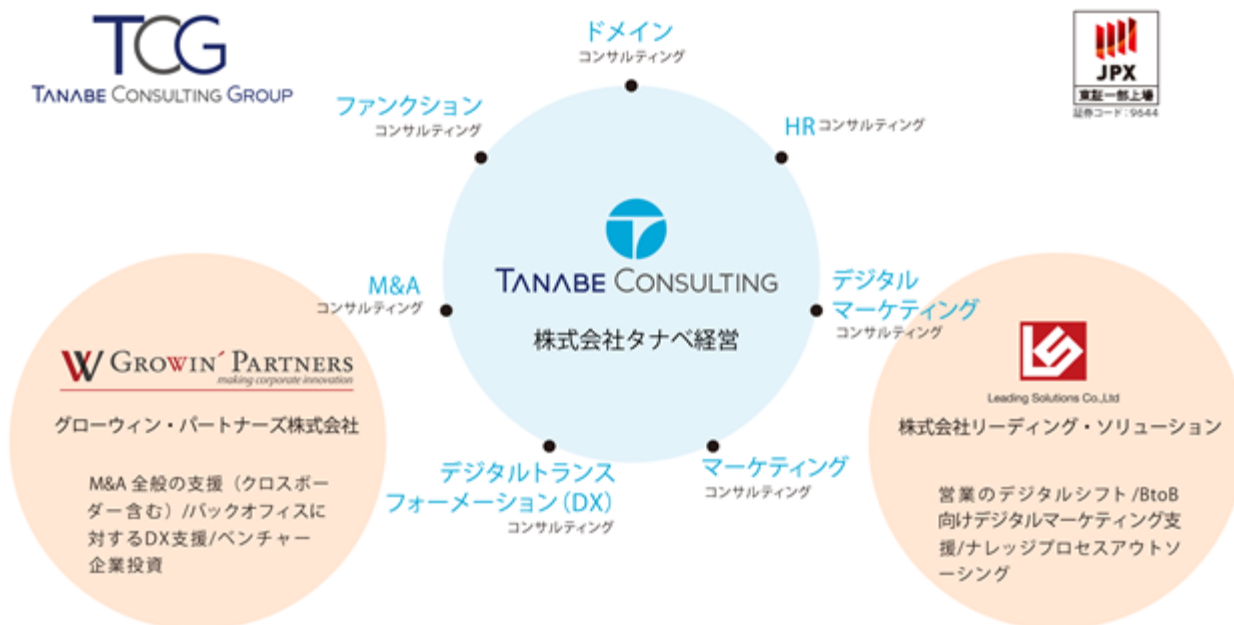 TCG
TANABE CONSULTING GROUP
JPX
東証一部上場
証券コード:9644
ドメイン
コンサルティング
ファンクション
コンサルティング
HRコンサルティング
M&A
コンサルティング
デジタル
マーケティング
コンサルティング
TANABE CONSULTING
株式会社タナベ経営
デジタルトランス
フォーメーション(DX)
コンサルティング
マーケティング
コンサルティング
GROWIN' PARTNERS
making corporate innovation
グローウィン・パートナーズ株式会社
M&A 全般の支援(クロスボー
ダー含む)/バックオフィスに
対するDX支援/ベンチャー
企業投資
Leading Solutions Co.,Ltd
株式会社リーディング・ソリューション
営業のデジタルシフト/BtoB
向けデジタルマーケティング支
援/ナレッジプロセスアウトソ
ーシング